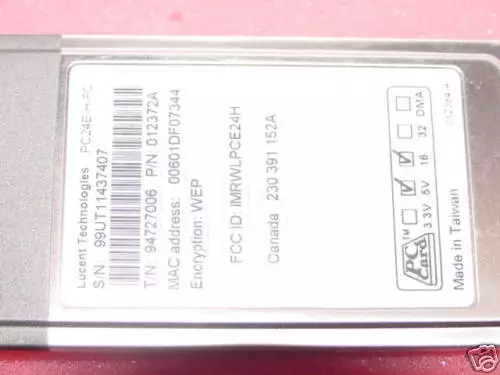 Lucent Technologies PC24E-H-FC
S/N: 99UT11437407
T/N: 94727006 P/N: 012372A
MAC address: 00601DF07344
Encryption: WEP
FCC ID: IMRWLPCE24H
Canada 230 391 152A
PC Card™
3.3V 5V 16 32 DMA
Made in Taiwan